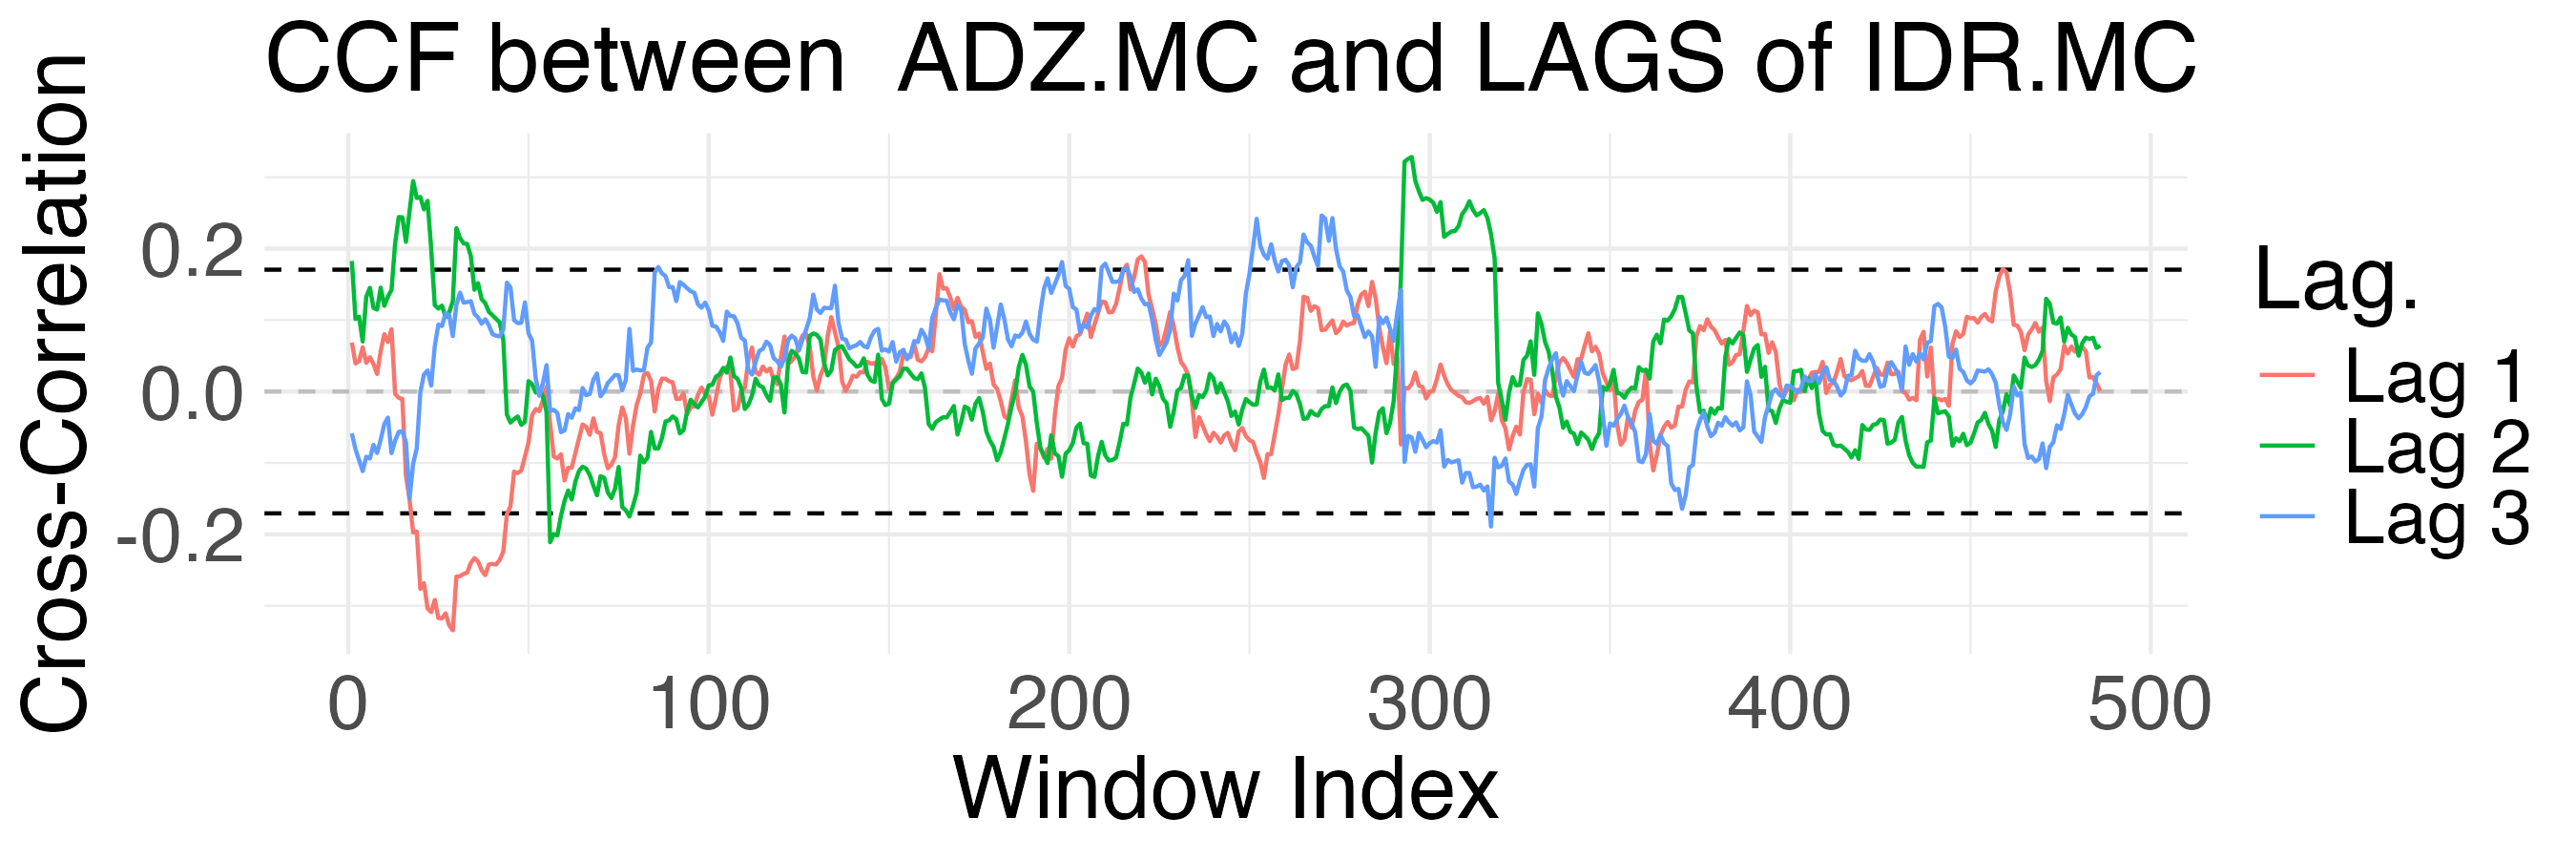 CCF between  ADZ.MC and LAGS of IDR.MC
Cross-Correlation
0.2
0.0
-0.2
0
100
200
300
400
500
Window Index
Lag.
Lag 1
Lag 2
Lag 3